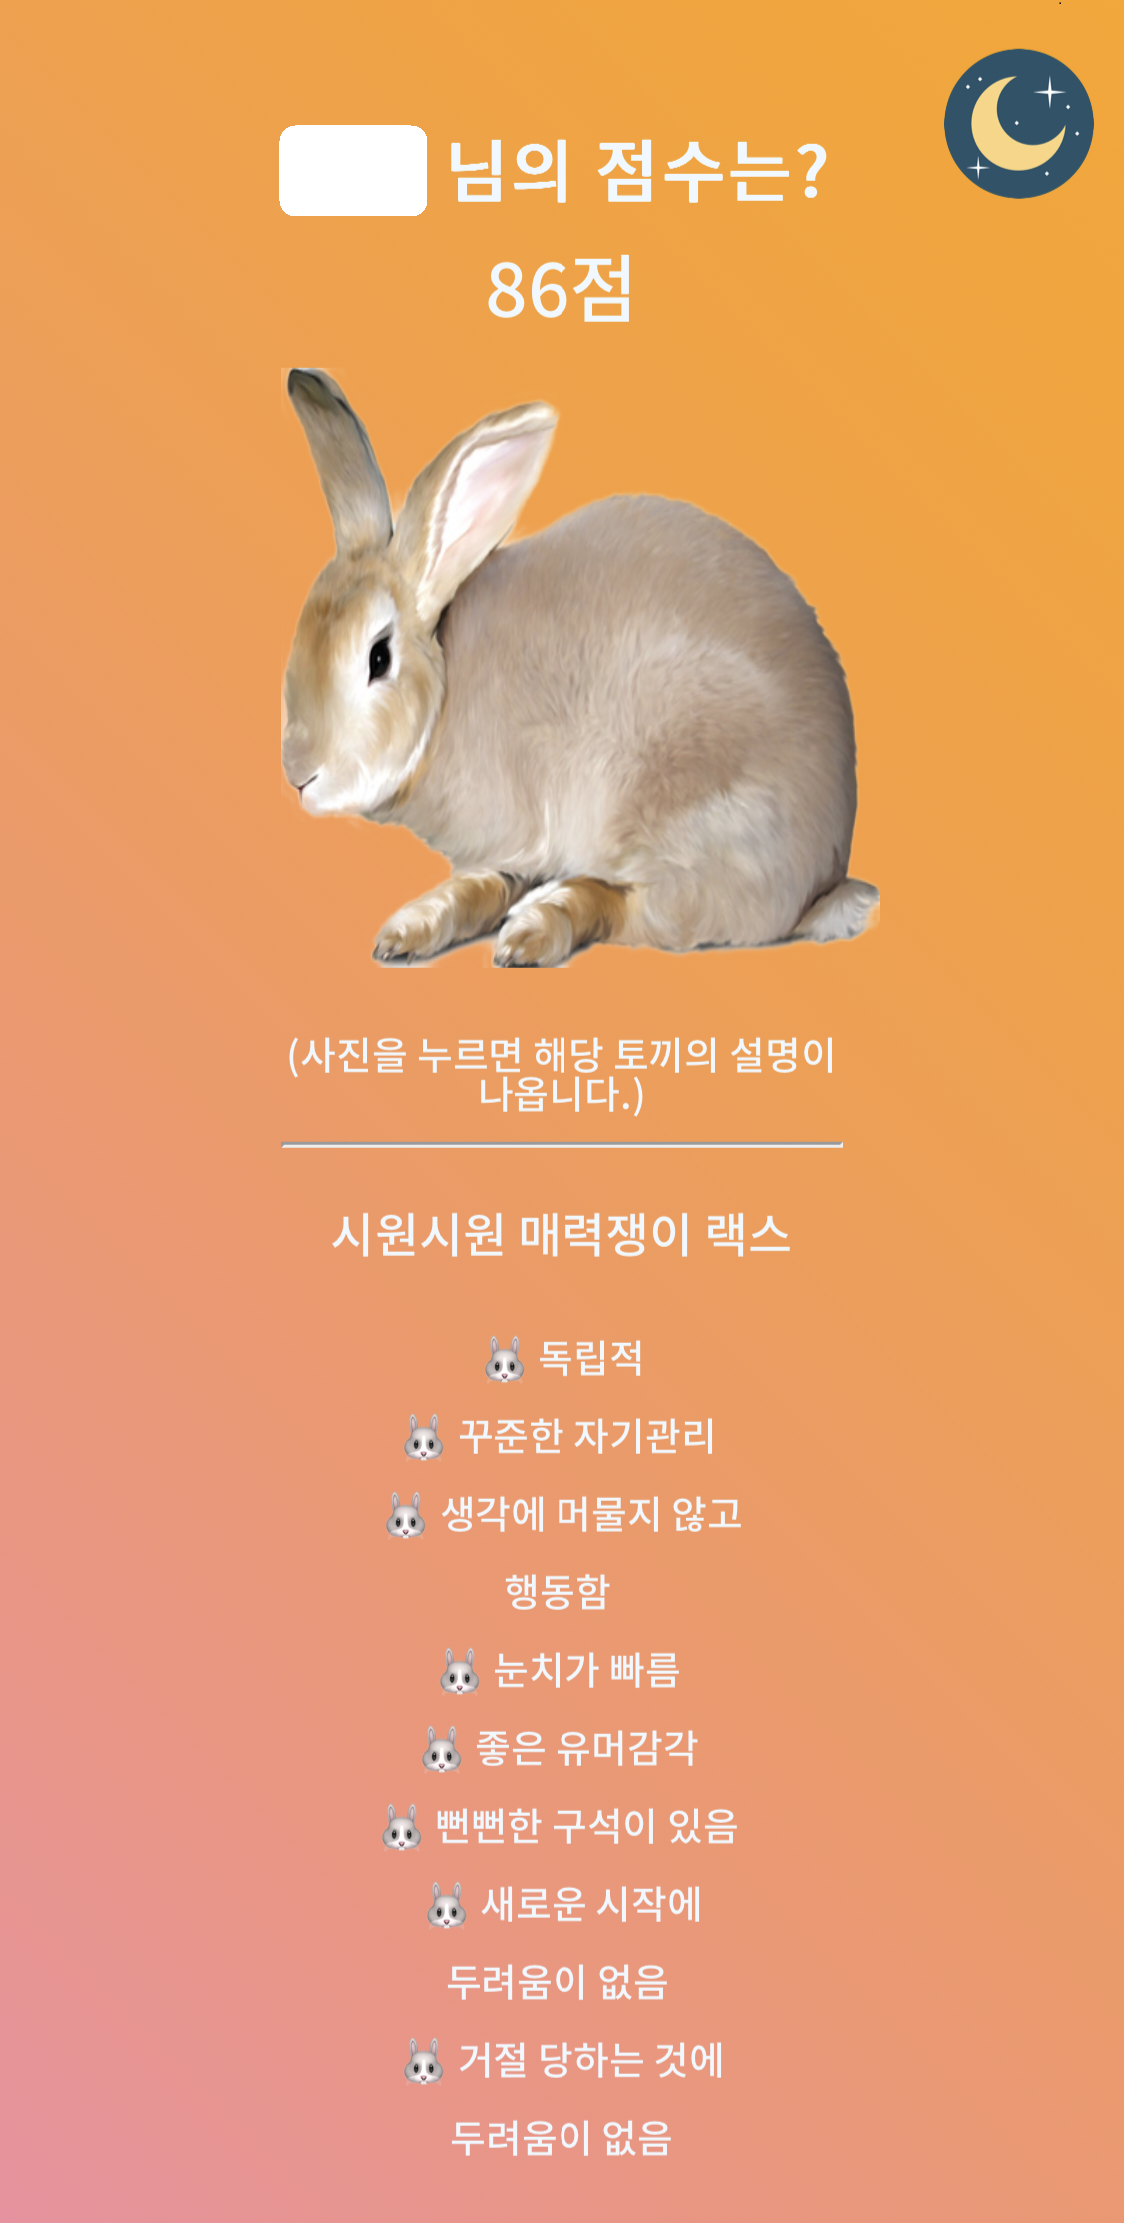 님의 점수는?
86점
(사진을 누르면 해당 토끼의 설명이
나옵니다.)
시원시원 매력쟁이 랙스
🐰 독립적
🐰 꾸준한 자기관리
🐰 생각에 머물지 않고
행동함
🐰 눈치가 빠름
🐰 좋은 유머감각
🐰 뻔뻔한 구석이 있음
🐰 새로운 시작에
두려움이 없음
🐰 거절 당하는 것에
두려움이 없음